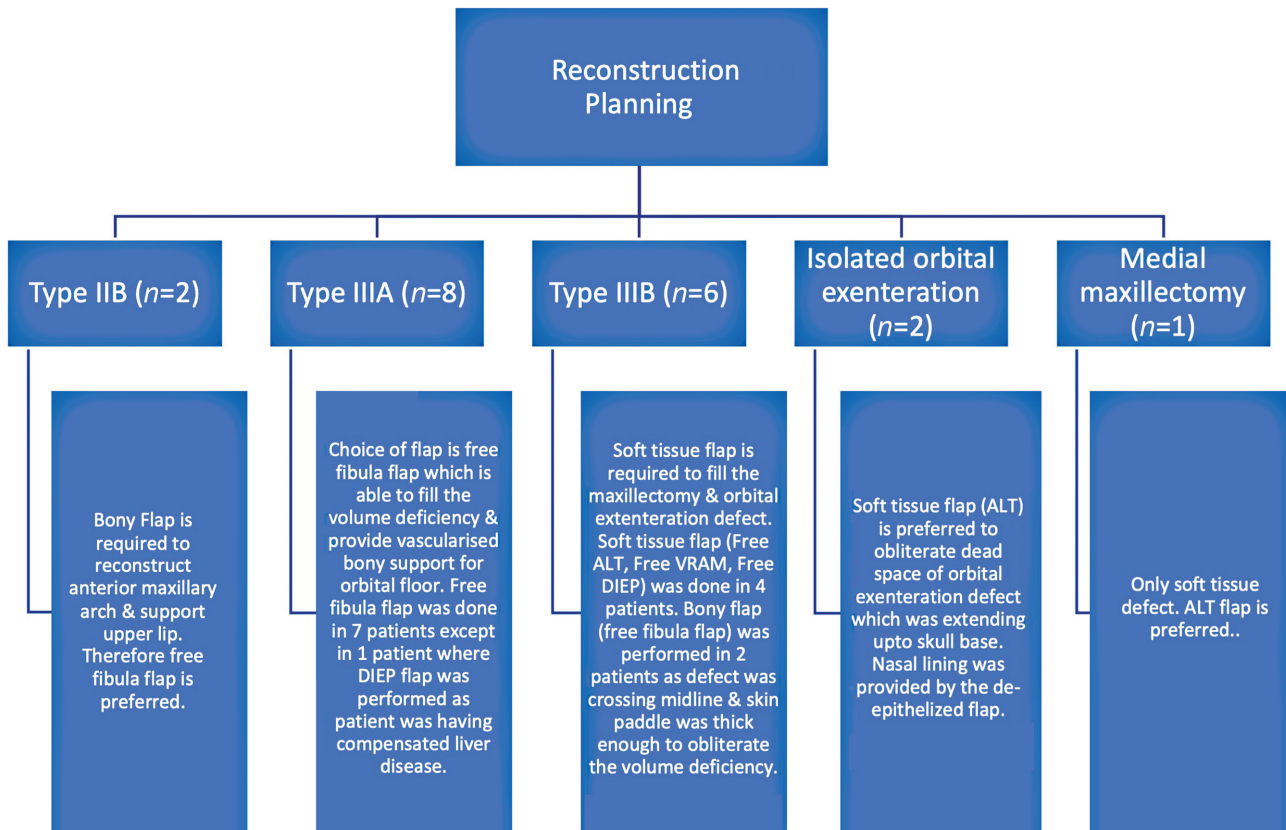 Reconstruction
Planning
Type IIB (n=2)
Type IIIA (n=8)
Type IIIB (n=6)
Isolated orbital
exenteration
(n=2)
Medial
maxillectomy
(n=1)
Bony Flap is
required to
reconstruct
anterior maxillary
arch & support
upper lip.
Therefore free
fibula flap is
preferred.
Choice of flap is free
fibula flap which is
able to fill the
volume deficiency &
provide vascularised
bony support for
orbital floor. Free
fibula flap was done
in 7 patients except
in 1 patient where
DIEP flap was
performed as
patient was having
compensated liver
disease.
Soft tissue flap is
required to fill the
maxillectomy & orbital
extenteration defect.
Soft tissue flap (Free
ALT, Free VRAM, Free
DIEP) was done in 4
patients. Bony flap
(free fibula flap) was
performed in 2
patients as defect was
crossing midline & skin
paddle was thick
enough to obliterate
the volume deficiency.
Soft tissue flap (ALT)
is preferred to
obliterate dead
space of orbital
exenteration defect
which was extending
upto skull base.
Nasal lining was
provided by the de-
epithelized flap.
Only soft tissue
defect. ALT flap is
preferred..